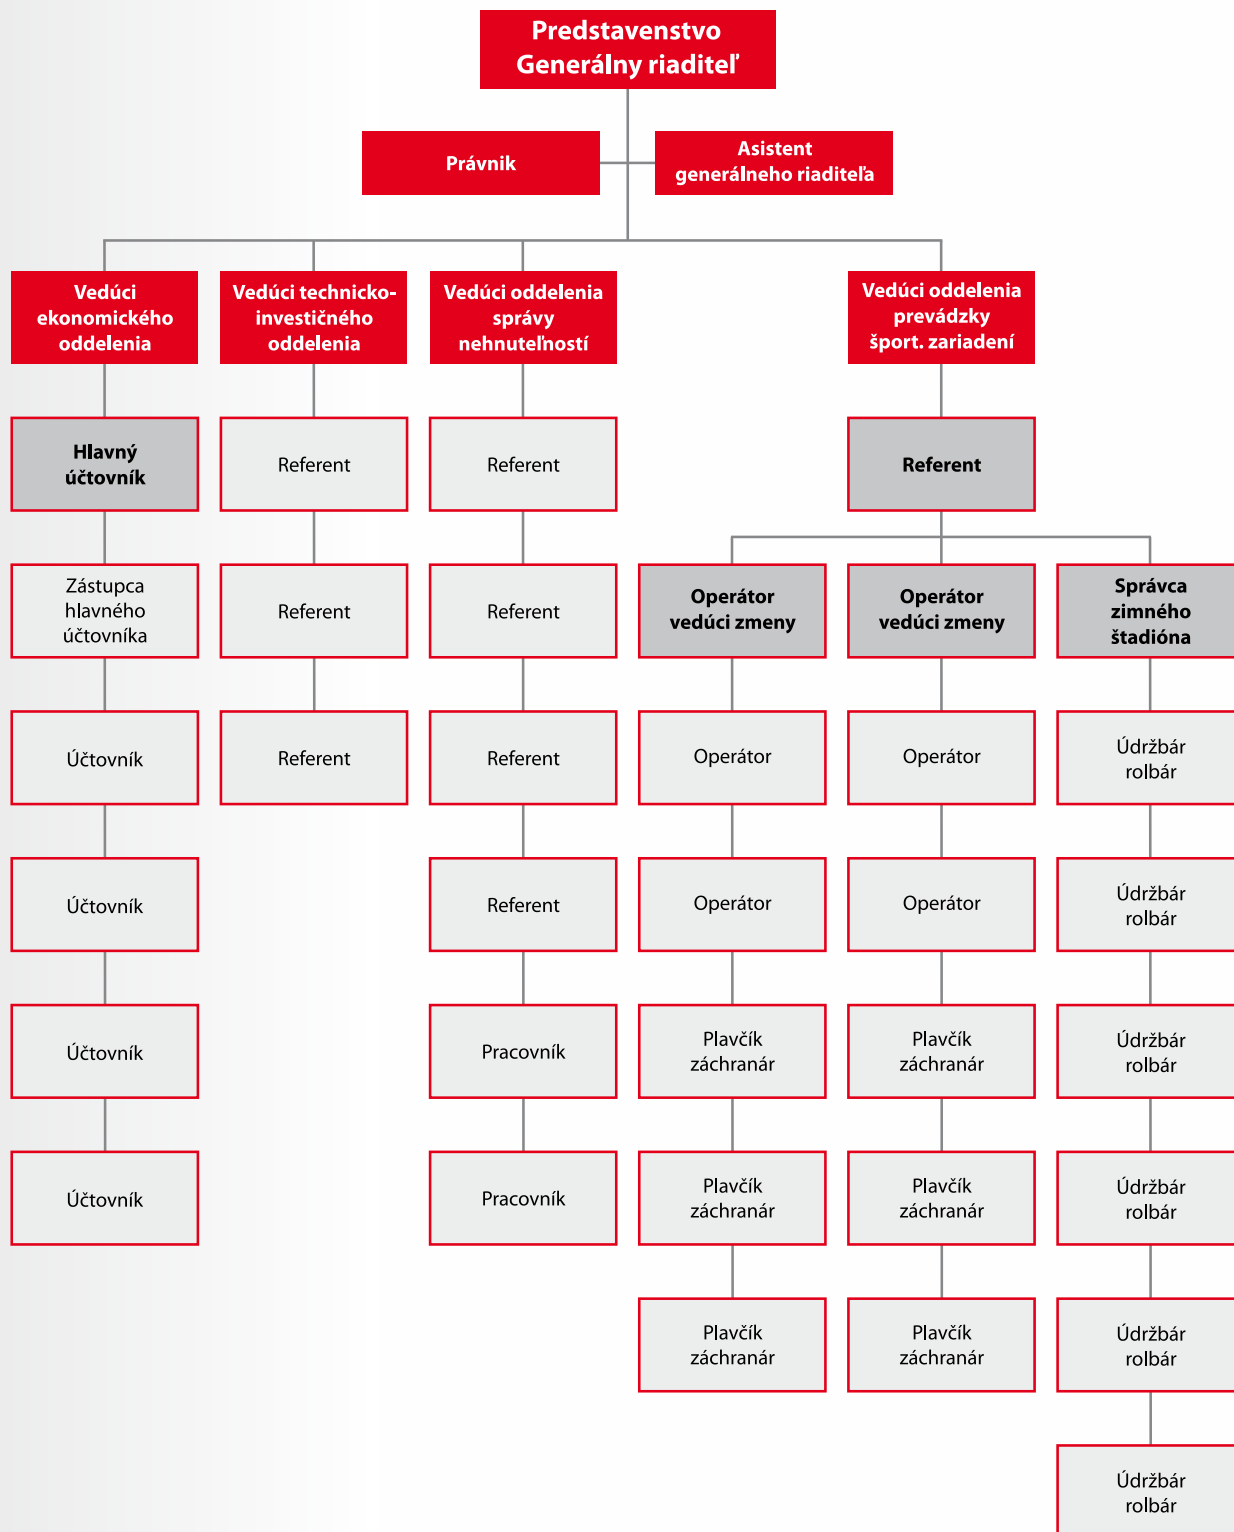 Predstavenstvo
Generálny riaditeľ
Právnik
Asistent
generálneho riaditeľa
Vedúci
ekonomického
oddelenia
Vedúci technicko-
investičného
oddelenia
Vedúci oddelenia
správy
nehnuteľností
Vedúci oddelenia
prevádzky
šport. zariadení
Hlavný
účtovník
Referent
Referent
Referent
Zástupca
hlavného
účtovníka
Referent
Referent
Operátor
vedúci zmeny
Operátor
vedúci zmeny
Správca
zimného
štadióna
Účtovník
Referent
Referent
Operátor
Operátor
Údržbár
rolbár
Účtovník
Referent
Operátor
Operátor
Údržbár
rolbár
Účtovník
Pracovník
Plavčík
záchranár
Plavčík
záchranár
Údržbár
rolbár
Účtovník
Pracovník
Plavčík
záchranár
Plavčík
záchranár
Údržbár
rolbár
Plavčík
záchranár
Plavčík
záchranár
Údržbár
rolbár
Údržbár
rolbár